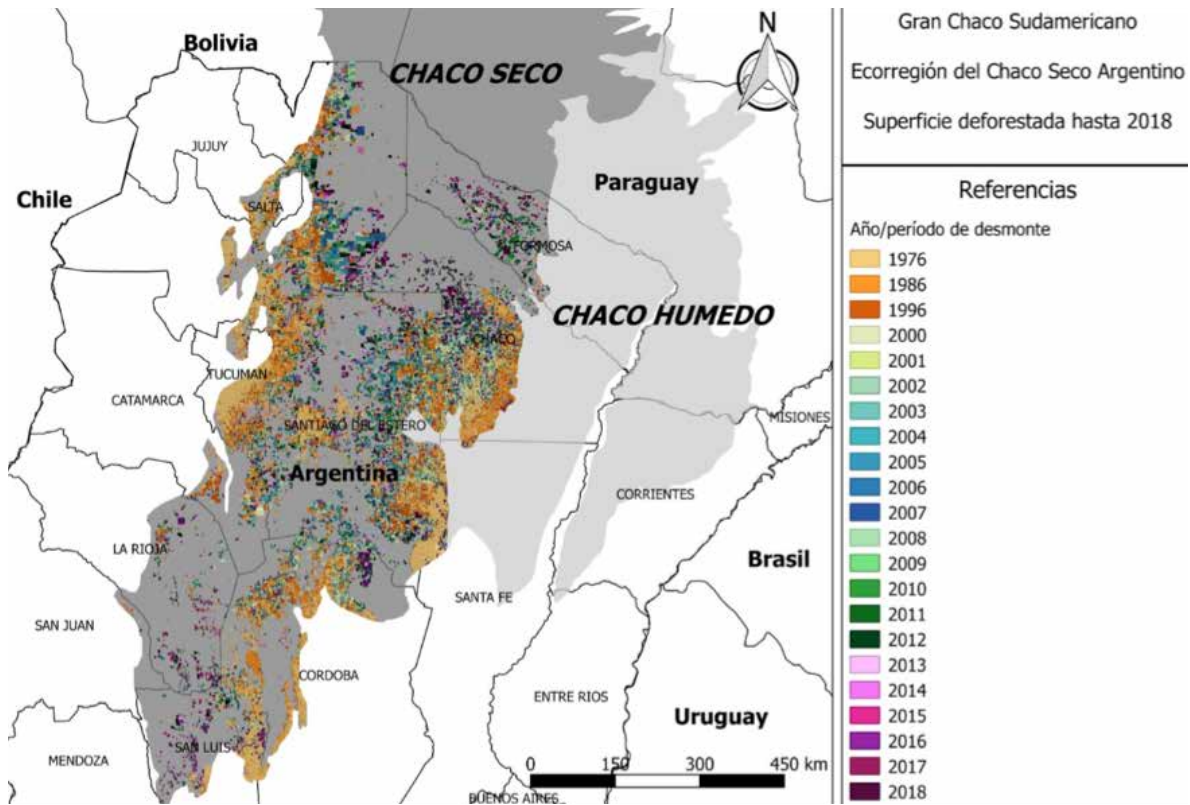 Bolivia
CHACO SECO
N
JUJUY
Chile
SALTA
Paraguay
FORMOSA
CHACO HUMEDO
CHACO
TUCUMAN
CATAMARCA
MISIONES
SANTIAGO DEL ESTERO
Argentina
CORRIENTES
LA RIOJA
Brasil
SANTA FE
SAN JUAN
CORDOBA
ENTRE RIOS
Uruguay
SAN LUIS
MENDOZA
0 150 300 450 km
BUENOS AIRES
Gran Chaco Sudamericano
Ecorregión del Chaco Seco Argentino
Superficie deforestada hasta 2018
Referencias
Año/período de desmonte
1976
1986
1996
2000
2001
2002
2003
2004
2005
2006
2007
2008
2009
2010
2011
2012
2013
2014
2015
2016
2017
2018